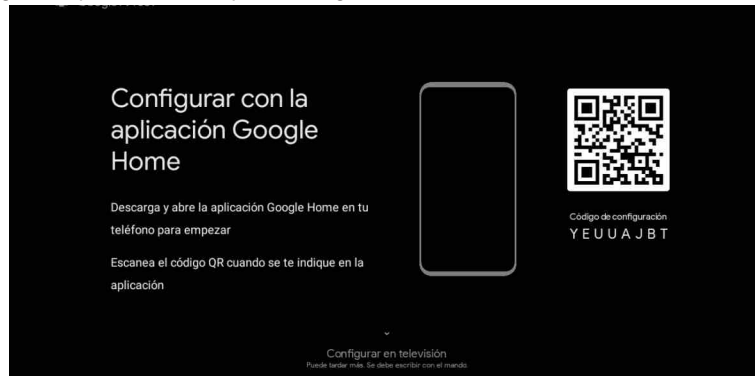 Configurar con la
aplicación Google
Home
Descarga y abre la aplicación Google Home en tu
teléfono para empezar
Escanea el código QR cuando se te indique en la
aplicación
Código de configuración
YEUUAJBT
Configurar en televisión
Puede tardar más. Se debe escribir con el mando.